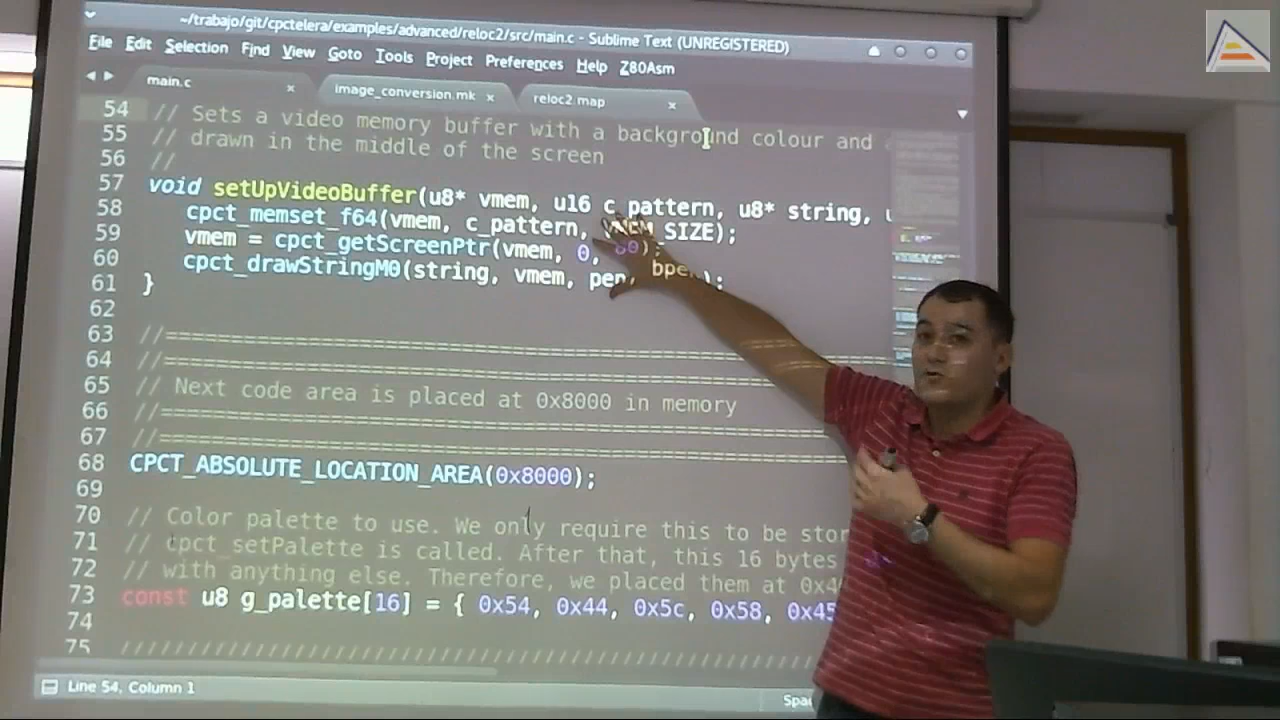 ~/trabajo/git/cpctelera/examples/advanced/reloc2/src/main.c - Sublime Text (UNREGISTERED)
File Edit Selection Find View Goto Tools Project Preferences Help Z80Asm
main.c × image_conversion.mk × reloc2.map ×
54 // Sets a video memory buffer with a background colour and
55 // drawn in the middle of the screen
56 //
57 void setUpVideoBuffer(u8* vmem, u16 c_pattern, u8* string, u
58 cpct_memset_f64(vmem, c_pattern, VMEM_SIZE);
59 vmem = cpct_getScreenPtr(vmem, 0, 80);
60 cpct_drawStringM0(string, vmem, pen, bpen);
61 }
62
63 //==================================================
64 //==================================================
65 // Next code area is placed at 0x8000 in memory
66 //==================================================
67 //==================================================
68 CPCT_ABSOLUTE_LOCATION_AREA(0x8000);
69
70 // Color palette to use. We only require this to be stor
71 // cpct_setPalette is called. After that, this 16 bytes
72 // with anything else. Therefore, we placed them at 0x4
73 const u8 g_palette[16] = { 0x54, 0x44, 0x5c, 0x58, 0x45
74
75 //////////////////////////////////////////////////
Line 54, Column 1
Spac